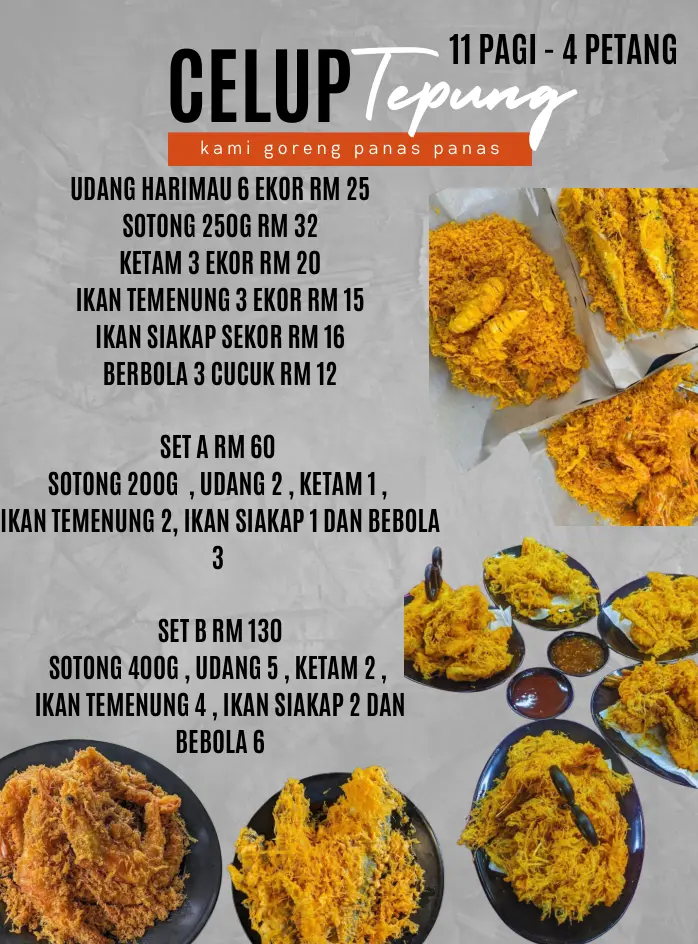 11 PAGI - 4 PETANG
CELUP Tepung
kami goreng panas panas
UDANG HARIMAU 6 EKOR RM 25
SOTONG 250G RM 32
KETAM 3 EKOR RM 20
IKAN TEMENUNG 3 EKOR RM 15
IKAN SIAKAP SEKOR RM 16
BERBOLA 3 CUCUK RM 12
SET A RM 60
SOTONG 200G , UDANG 2 , KETAM 1 ,
IKAN TEMENUNG 2, IKAN SIAKAP 1 DAN BEBOLA
3
SET B RM 130
SOTONG 400G , UDANG 5 , KETAM 2 ,
IKAN TEMENUNG 4 , IKAN SIAKAP 2 DAN
BEBOLA 6